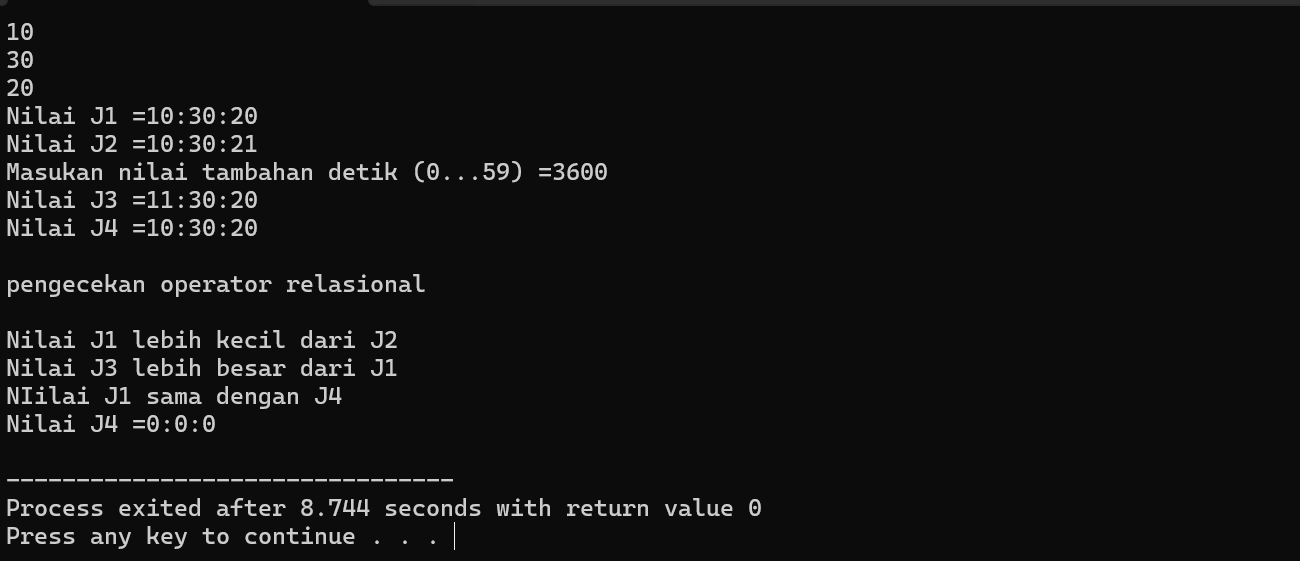 10
30
20
Nilai J1 =10:30:20
Nilai J2 =10:30:21
Masukan nilai tambahan detik (0...59) =3600
Nilai J3 =11:30:20
Nilai J4 =10:30:20
pengecekan operator relasional
Nilai J1 lebih kecil dari J2
Nilai J3 lebih besar dari J1
NIilai J1 sama dengan J4
Nilai J4 =0:0:0
--------------------------------
Process exited after 8.744 seconds with return value 0
Press any key to continue . . .